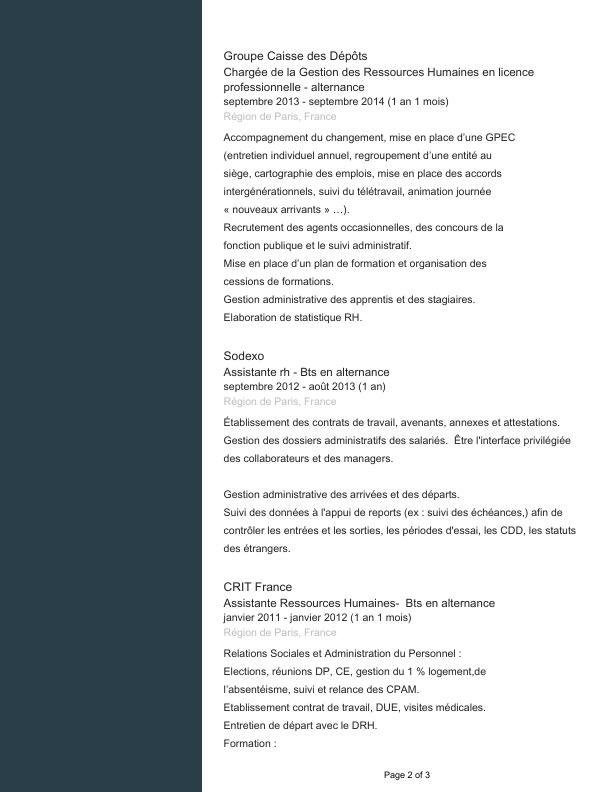 Groupe Caisse des Dépôts
Chargée de la Gestion des Ressources Humaines en licence
professionnelle - alternance
septembre 2013 - septembre 2014 (1 an 1 mois)
Région de Paris, France
Accompagnement du changement, mise en place d'une GPEC
(entretien individuel annuel, regroupement d'une entité au
siège, cartographie des emplois, mise en place des accords
intergénérationnels, suivi du télétravail, animation journée
« nouveaux arrivants » …).
Recrutement des agents occasionnelles, des concours de la
fonction publique et le suivi administratif.
Mise en place d'un plan de formation et organisation des
cessions de formations.
Gestion administrative des apprentis et des stagiaires.
Elaboration de statistique RH.
Sodexo
Assistante rh - Bts en alternance
septembre 2012 - août 2013 (1 an)
Région de Paris, France
Établissement des contrats de travail, avenants, annexes et attestations.
Gestion des dossiers administratifs des salariés.  Être l'interface privilégiée
des collaborateurs et des managers.
Gestion administrative des arrivées et des départs.
Suivi des données à l'appui de reports (ex : suivi des échéances,) afin de
contrôler les entrées et les sorties, les périodes d'essai, les CDD, les statuts
des étrangers.
CRIT France
Assistante Ressources Humaines-  Bts en alternance
janvier 2011 - janvier 2012 (1 an 1 mois)
Région de Paris, France
Relations Sociales et Administration du Personnel :
Elections, réunions DP, CE, gestion du 1 % logement,de
l'absentéisme, suivi et relance des CPAM.
Etablissement contrat de travail, DUE, visites médicales.
Entretien de départ avec le DRH.
Formation :
Page 2 of 3